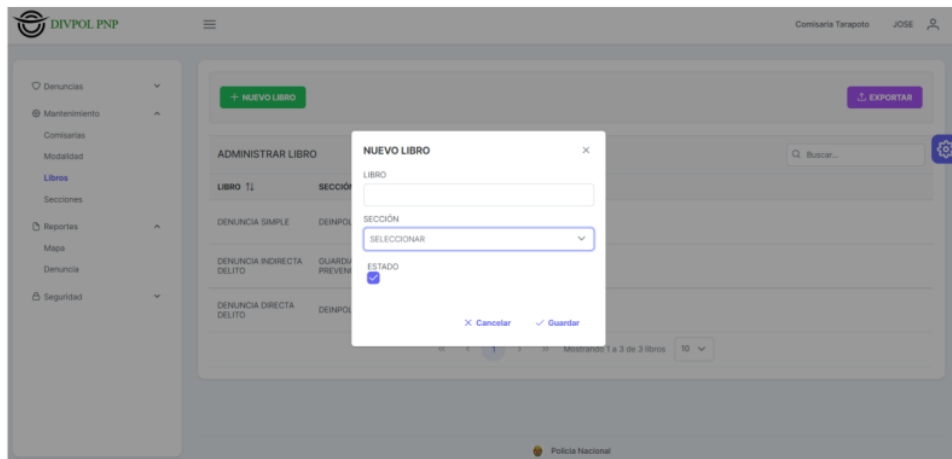 DIVPOL PNP
Comisaria Tarapoto
JOSE
Denuncias
Mantenimiento
Comisarias
Modalidad
Libros
Secciones
Reportes
Mapa
Denuncia
Seguridad
+ NUEVO LIBRO
EXPORTAR
ADMINISTRAR LIBRO
Buscar...
LIBRO
SECCIÓN
DENUNCIA SIMPLE
DENUNCIA INDIRECTA
DELITO
DENUNCIA DIRECTA
DELITO
NUEVO LIBRO
LIBRO
SECCIÓN
SELECCIONAR
ESTADO
Cancelar
Guardar
<< < 1 > >> Mostrando 1 a 3 de 3 libros 10
Policia Nacional